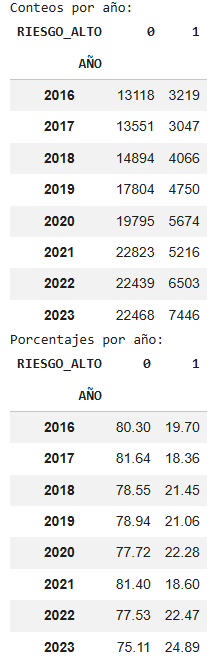 Conteos por año:
RIESGO_ALTO 0 1
AÑO
2016 13118 3219
2017 13551 3047
2018 14894 4066
2019 17804 4750
2020 19795 5674
2021 22823 5216
2022 22439 6503
2023 22468 7446
Porcentajes por año:
RIESGO_ALTO 0 1
AÑO
2016 80.30 19.70
2017 81.64 18.36
2018 78.55 21.45
2019 78.94 21.06
2020 77.72 22.28
2021 81.40 18.60
2022 77.53 22.47
2023 75.11 24.89